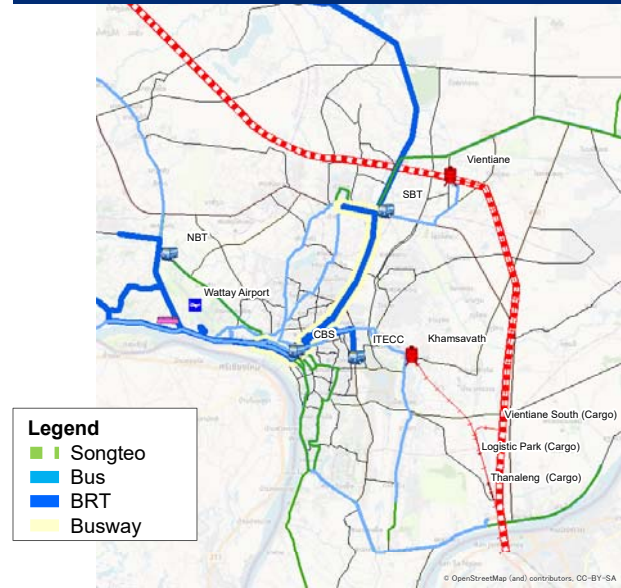 Vientiane
SBT
NBT
Wattay Airport
CBS
ITECC
Khamsavath
Vientiane South (Cargo)
Logistic Park (Cargo)
Thanaleng (Cargo)
Legend
Songteo
Bus
BRT
Busway
© OpenStreetMap (and) contributors, CC-BY-SA